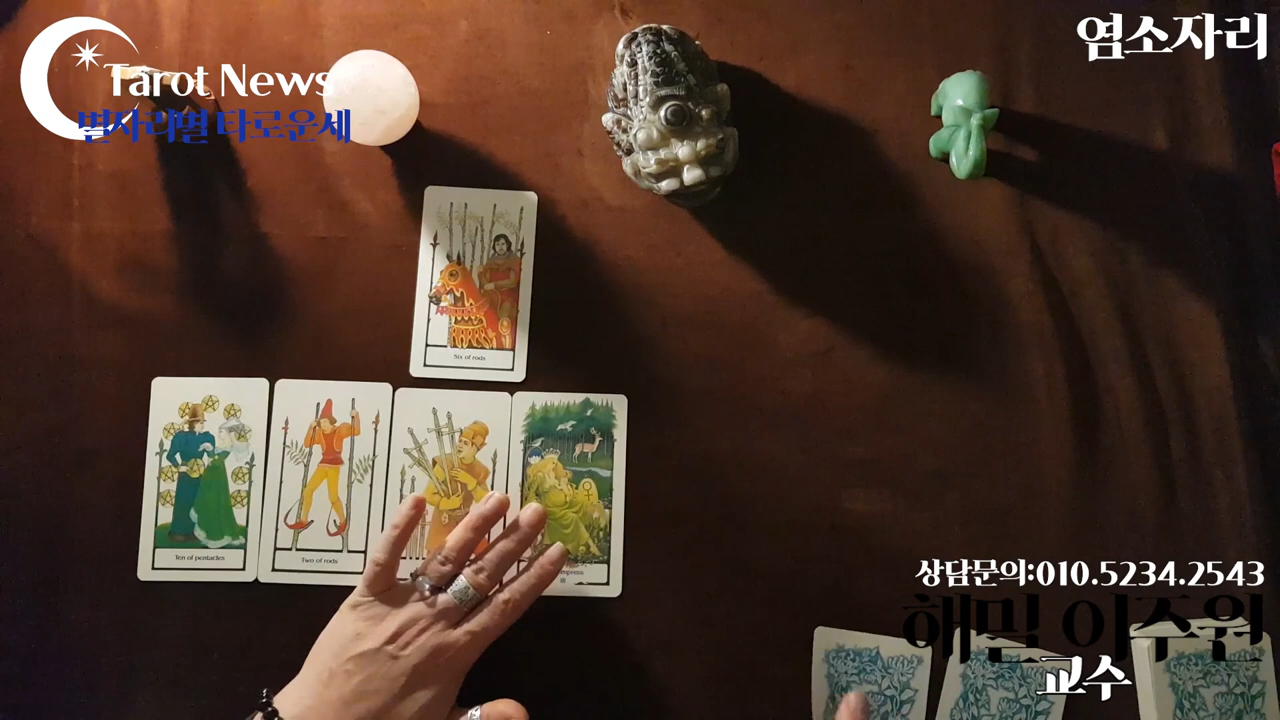 염소자리
Tarot News
별자리별 타로운세
Six of rods
Ten of pentacles
Two of rods
상담문의:010.5234.2543
해밀 이주원
교수